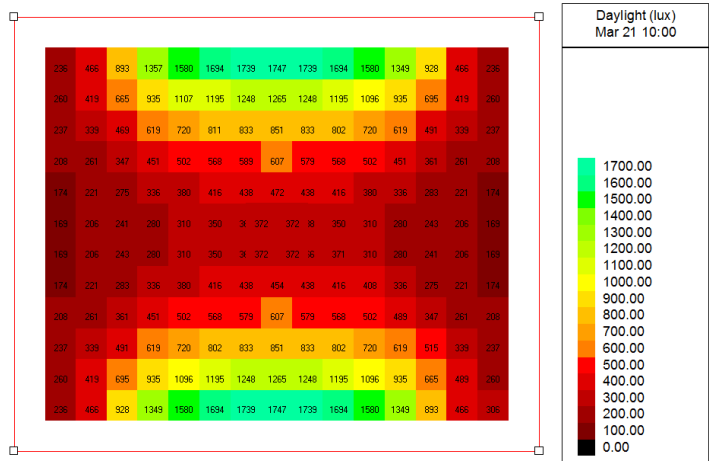 Daylight (lux)
Mar 21 10:00
236 466 893 1357 1580 1694 1739 1747 1739 1694 1580 1349 928 466 236
260 419 665 935 1107 1195 1248 1265 1248 1195 1096 935 695 419 260
237 339 469 619 720 811 833 851 833 802 720 619 491 339 237
208 261 347 451 502 568 589 607 579 568 502 451 361 261 208
174 221 275 336 380 416 438 472 438 416 380 336 283 221 174
169 206 241 280 310 350 372 372 350 310 280 243 206 169
169 206 243 280 310 350 372 372 371 310 280 241 206 169
174 221 283 336 380 416 438 454 438 416 408 336 275 221 174
208 261 361 451 502 568 579 607 579 568 502 489 347 261 208
237 339 491 619 720 802 833 851 833 802 720 619 515 339 237
260 419 695 935 1096 1195 1248 1265 1248 1195 1096 935 665 489 260
236 466 928 1349 1580 1694 1739 1747 1739 1694 1580 1349 893 466 306
1700.00
1600.00
1500.00
1400.00
1300.00
1200.00
1100.00
1000.00
900.00
800.00
700.00
600.00
500.00
400.00
300.00
200.00
100.00
0.00